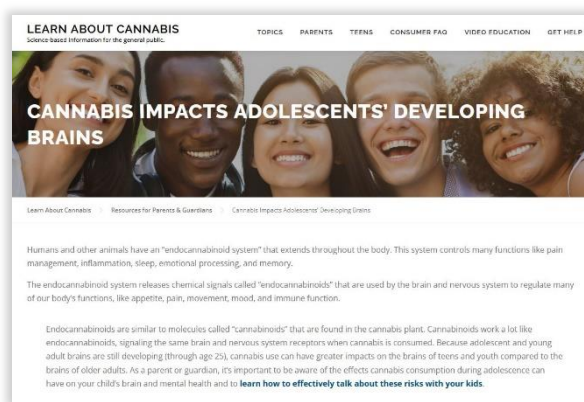 LEARN ABOUT CANNABIS
Science-based information for the general public.
TOPICS PARENTS TEENS CONSUMER FAQ VIDEO EDUCATION GET HELP
CANNABIS IMPACTS ADOLESCENTS' DEVELOPING
BRAINS
Learn About Cannabis Resources for Parents & Guardians Cannabis Impacts Adolescents' Developing Brains
Humans and other animals have an "endocannabinoid system" that extends throughout the body. This system controls many functions like pain
management, inflammation, sleep, emotional processing, and memory.
The endocannabinoid system releases chemical signals called "endocannabinoids" that are used by the brain and nervous system to regulate many
of our body's functions, like appetite, pain, movement, mood, and immune function.
Endocannabinoids are similar to molecules called "cannabinoids" that are found in the cannabis plant. Cannabinoids work a lot like
endocannabinoids, signaling the same brain and nervous system receptors when cannabis is consumed. Because adolescent and young
adult brains are still developing (through age 25), cannabis use can have greater impacts on the brains of teens and youth compared to the
brains of older adults. As a parent or guardian, it's important to be aware of the effects cannabis consumption during adolescence can
have on your child's brain and mental health and to learn how to effectively talk about these risks with your kids.